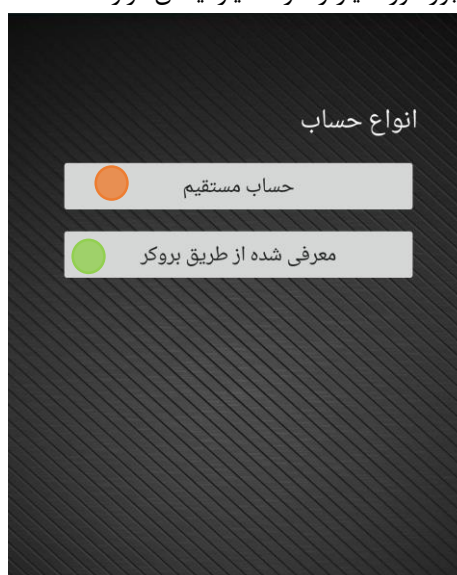 انواع حساب
حساب مستقیم
معرفی شده از طریق بروکر